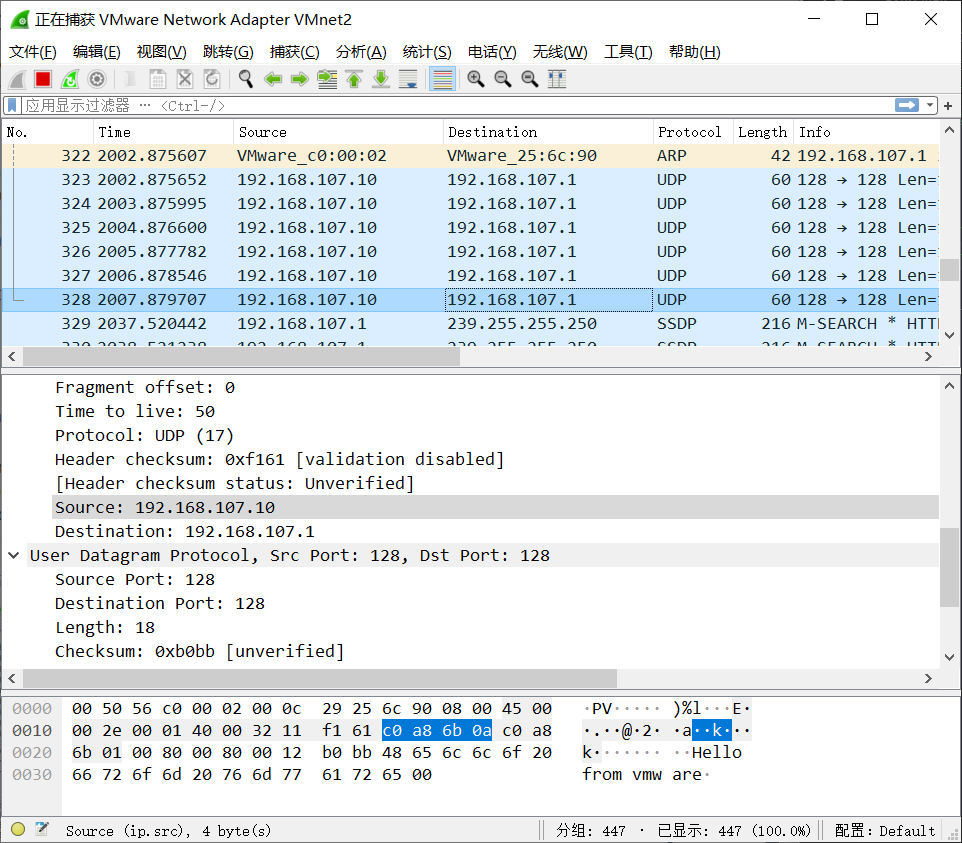 正在捕获 VMware Network Adapter VMnet2
文件(F) 编辑(E) 视图(V) 跳转(G) 捕获(C) 分析(A) 统计(S) 电话(Y) 无线(W) 工具(T) 帮助(H)
应用显示过滤器 ⋯ <Ctrl-/>
No. Time Source Destination Protocol Length Info
322 2002.875607 VMware_c0:00:02 VMware_25:6c:90 ARP 42 192.168.107.1
323 2002.875652 192.168.107.10 192.168.107.1 UDP 60 128 → 128 Len=
324 2003.875995 192.168.107.10 192.168.107.1 UDP 60 128 → 128 Len=
325 2004.876600 192.168.107.10 192.168.107.1 UDP 60 128 → 128 Len=
326 2005.877782 192.168.107.10 192.168.107.1 UDP 60 128 → 128 Len=
327 2006.878546 192.168.107.10 192.168.107.1 UDP 60 128 → 128 Len=
328 2007.879707 192.168.107.10 192.168.107.1 UDP 60 128 → 128 Len=
329 2037.520442 192.168.107.1 239.255.255.250 SSDP 216 M-SEARCH * HTT
330 2038.521238 192.168.107.1 239.255.255.250 SSDP 216 M-SEARCH * HTT
Fragment offset: 0
Time to live: 50
Protocol: UDP (17)
Header checksum: 0xf161 [validation disabled]
[Header checksum status: Unverified]
Source: 192.168.107.10
Destination: 192.168.107.1
User Datagram Protocol, Src Port: 128, Dst Port: 128
Source Port: 128
Destination Port: 128
Length: 18
Checksum: 0xb0bb [unverified]
0000 00 50 56 c0 00 02 00 0c 29 25 6c 90 08 00 45 00 ·PV····· )%l···E·
0010 00 2e 00 01 40 00 32 11 f1 61 c0 a8 6b 0a c0 a8 ·.··@·2· ·a··k···
0020 6b 01 00 80 00 80 00 12 b0 bb 48 65 6c 6c 6f 20 k······· ··Hello
0030 66 72 6f 6d 20 76 6d 77 61 72 65 00 from vmw are·
Source (ip.src), 4 byte(s) 分组: 447 · 已显示: 447 (100.0%) 配置: Default